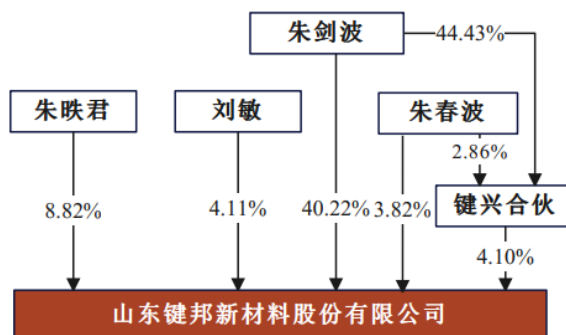 朱剑波
44.43%
朱昳君
刘敏
朱春波
2.86%
8.82%
4.11%
40.22%
3.82%
键兴合伙
4.10%
山东键邦新材料股份有限公司